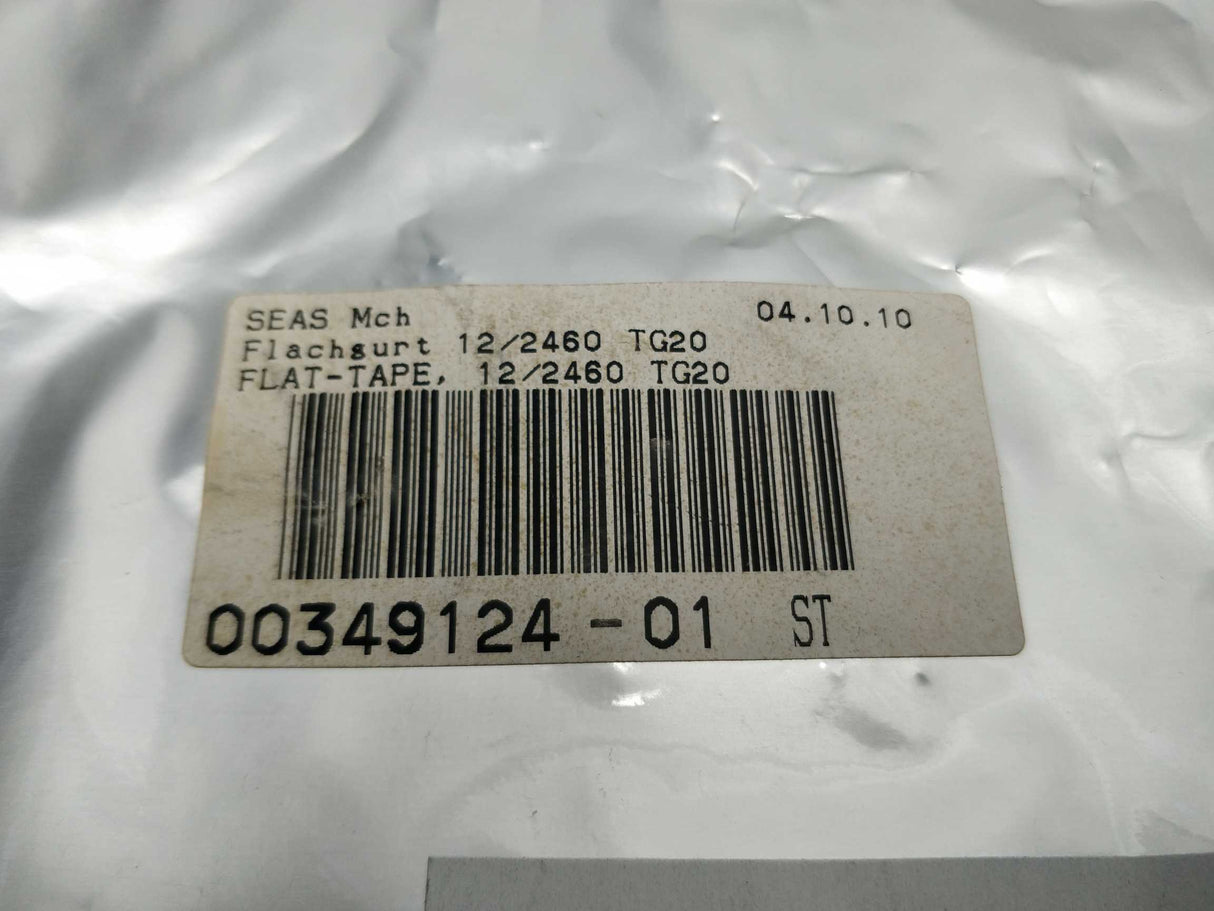 SEAS Mch 04.10.10
Flachgurt 12/2460 TG20
FLAT-TAPE, 12/2460 TG20
00349124-01 ST